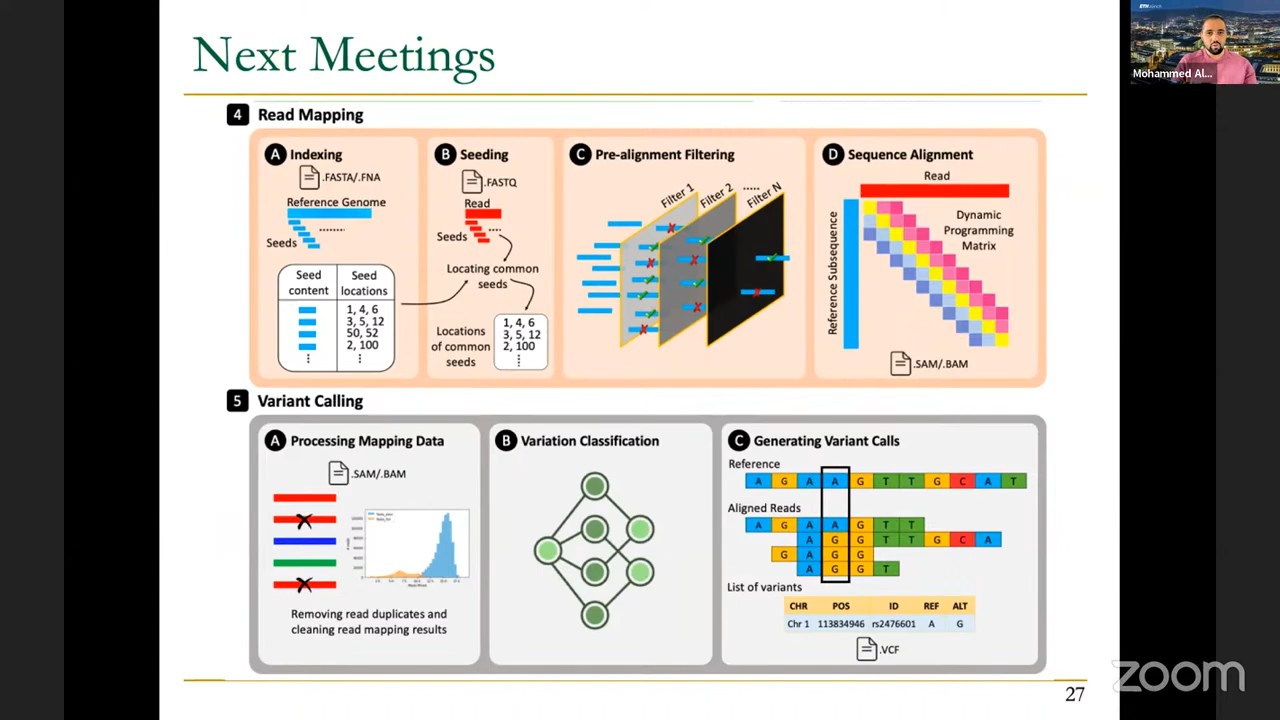 Next Meetings
ETH zürich
Mohammed Al...
4 Read Mapping
A Indexing
.FASTA/.FNA
Reference Genome
Seeds ........
Seed content
Seed locations
1, 4, 6
3, 5, 12
50, 52
2, 100
B Seeding
.FASTQ
Read
Seeds ....
Locating common
seeds
Locations
of common
seeds
1, 4, 6
3, 5, 12
2, 100
C Pre-alignment Filtering
Filter 1
Filter 2
.....
Filter N
D Sequence Alignment
Read
Reference Subsequence
Dynamic
Programming
Matrix
.SAM/.BAM
5 Variant Calling
A Processing Mapping Data
.SAM/.BAM
Removing read duplicates and
cleaning read mapping results
B Variation Classification
C Generating Variant Calls
Reference
A G A A G T T G C A T
Aligned Reads
A G A A G T T
A G G T T G C A
G A G G
A G G T
List of variants
CHR POS ID REF ALT
Chr 1 113834946 rs2476601 A G
.VCF
27
zoom